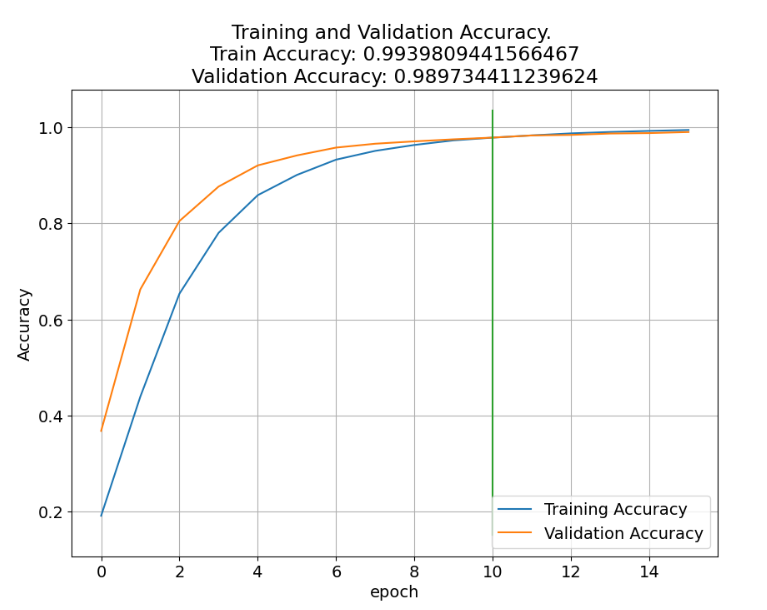 Training and Validation Accuracy.
Train Accuracy: 0.9939809441566467
Validation Accuracy: 0.989734411239624
1.0
0.8
0.6
0.4
0.2
Accuracy
0 2 4 6 8 10 12 14
epoch
Training Accuracy
Validation Accuracy